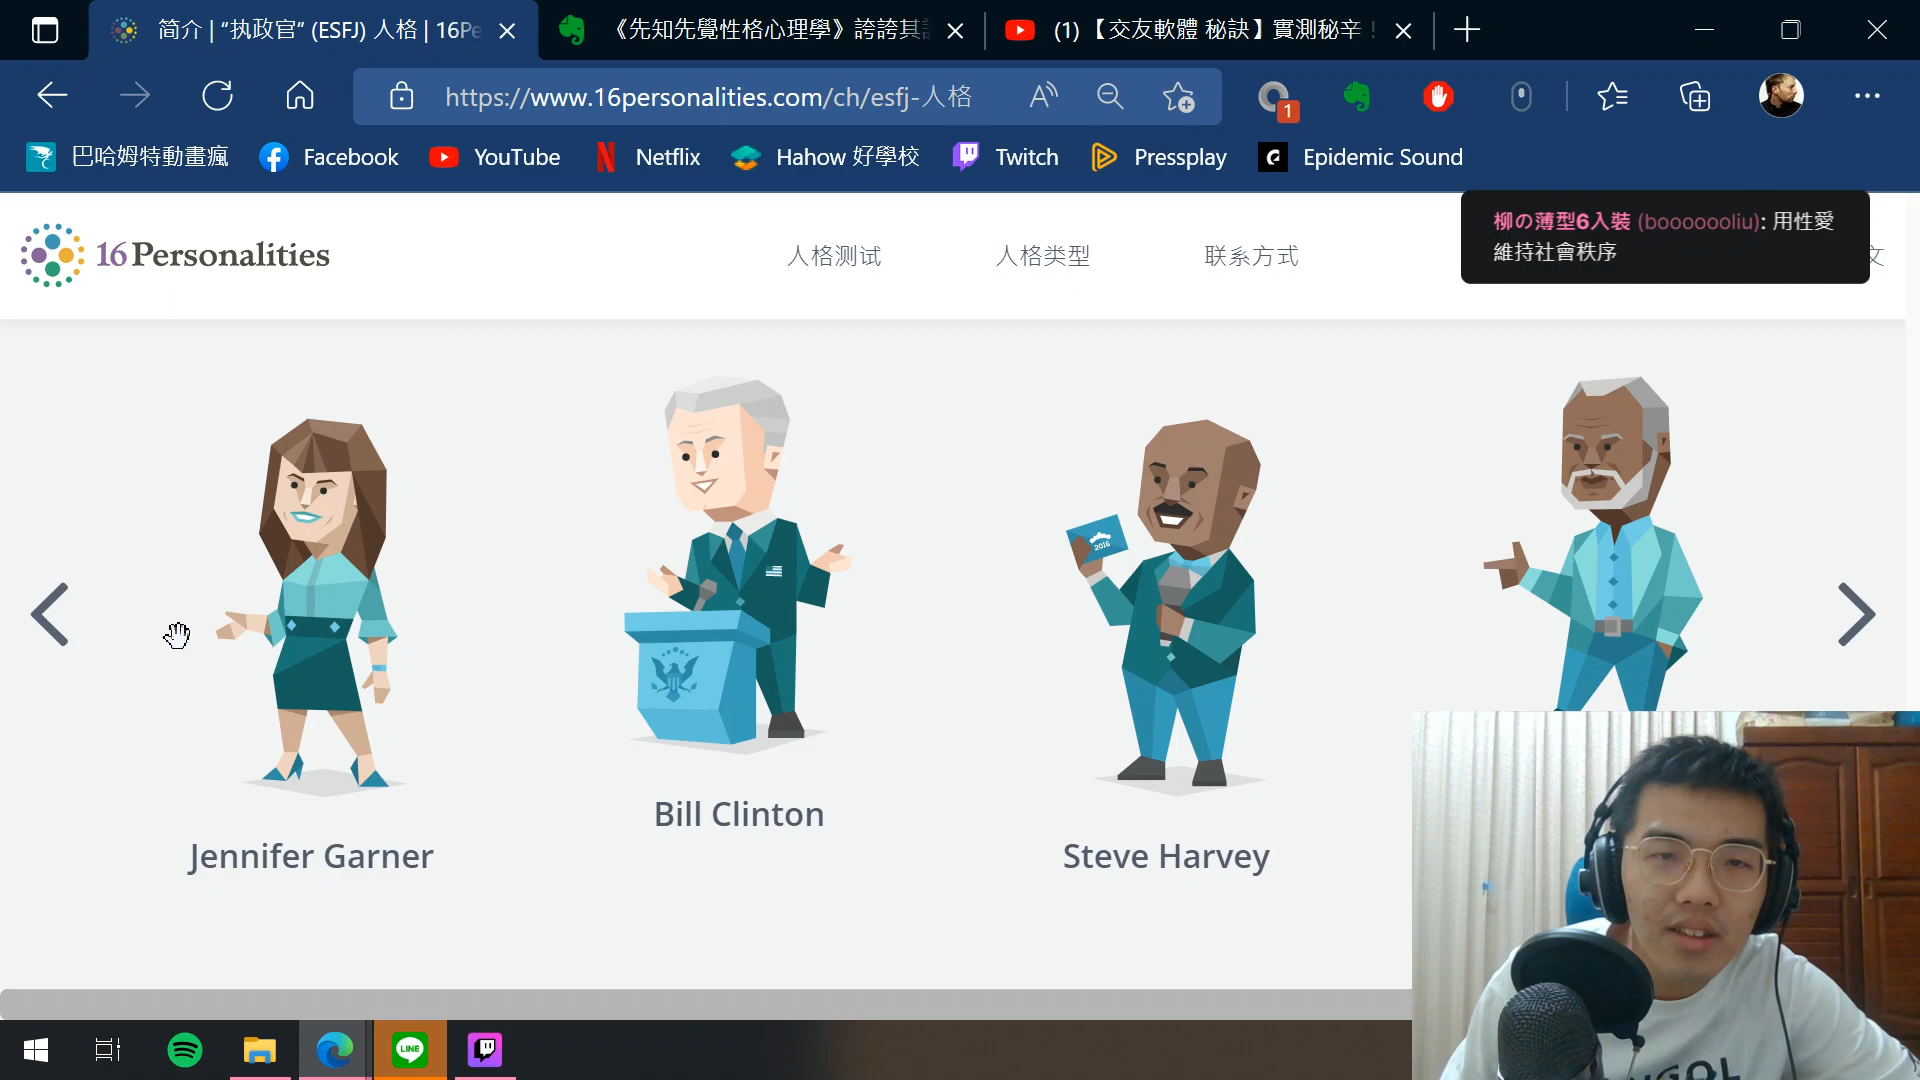 简介 | “执政官” (ESFJ) 人格 | 16Pe
《先知先覺性格心理學》誇誇其
(1) 【交友軟體 秘訣】實測秘辛！
https://www.16personalities.com/ch/esfj-人格
1
巴哈姆特動畫瘋
Facebook
YouTube
Netflix
Hahow 好學校
Twitch
Pressplay
Epidemic Sound
16Personalities
人格测试
人格类型
联系方式
文
柳の薄型6入裝 (booooooliu): 用性愛
維持社會秩序
2016
Jennifer Garner
Bill Clinton
Steve Harvey
LINE